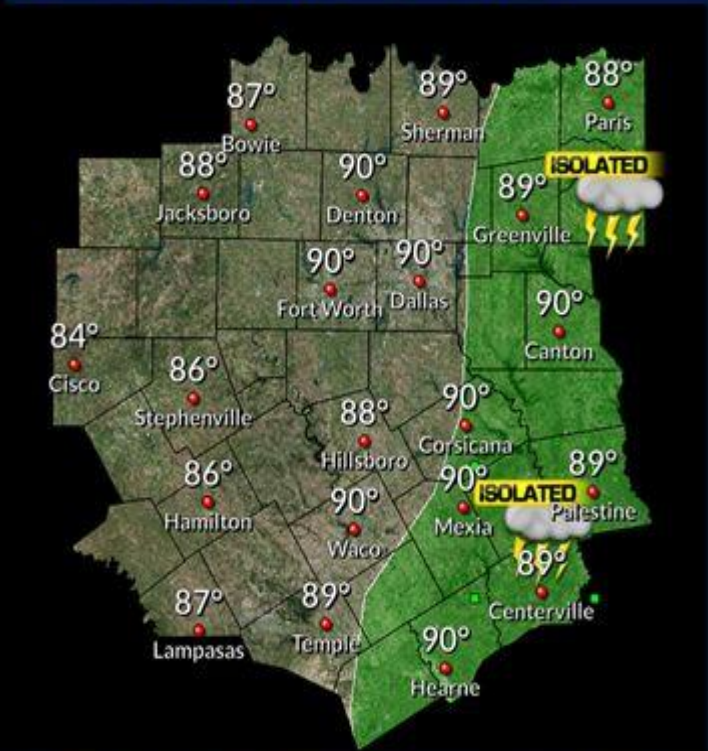 88°
Paris
89°
Sherman
87°
Bowie
ISOLATED
88°
Jacksboro
90°
Denton
89°
Greenville
90°
Fort Worth
90°
Dallas
90°
Canton
84°
Cisco
86°
Stephenville
88°
Hillsboro
90°
Corsicana
86°
Hamilton
90°
Waco
90°
Mexia
ISOLATED
89°
Palestine
89°
Centerville
87°
Lampasas
89°
Temple
90°
Hearne